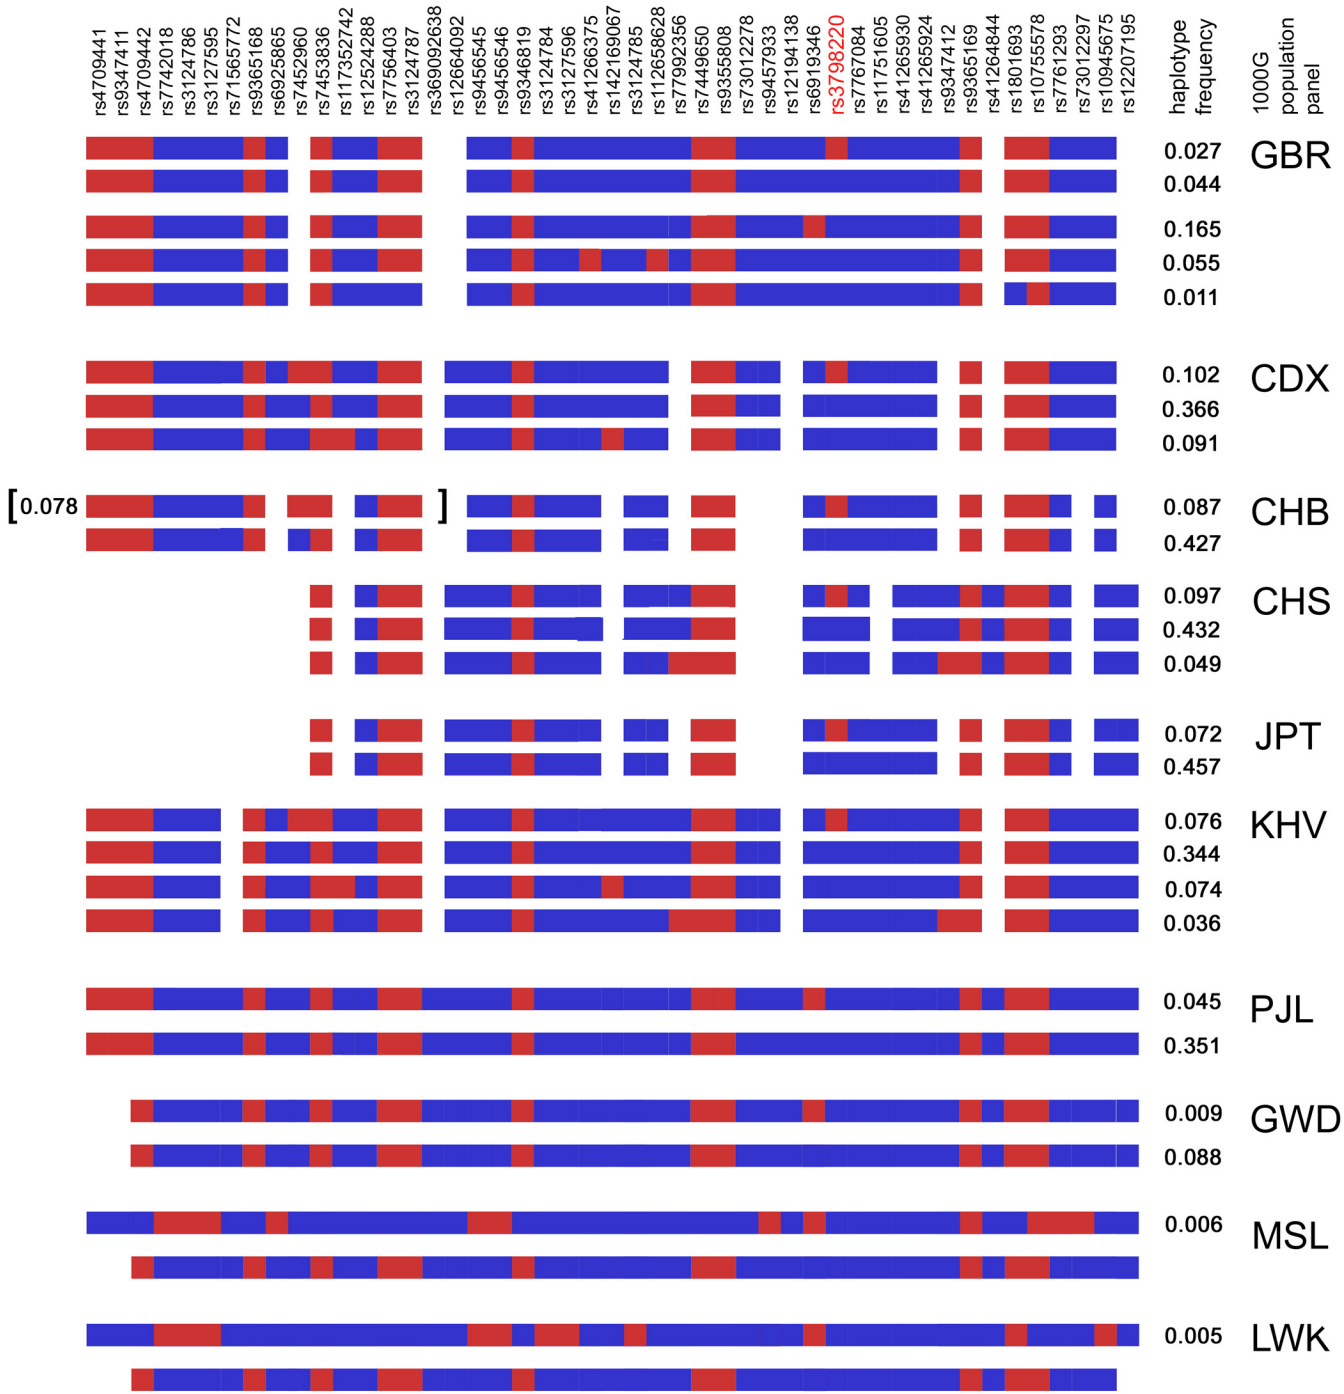 rs4709441
rs9347411
rs4709442
rs7742018
rs3124786
rs3127595
rs71565772
rs9365168
rs6925865
rs7452960
rs7453836
rs117352742
rs12524288
rs7756403
rs3124787
rs369092638
rs12664092
rs9456545
rs9456546
rs9346819
rs3124784
rs3127596
rs41266375
rs142169067
rs3124785
rs112658628
rs77992356
rs7449650
rs9355808
rs73012278
rs9457933
rs12194138
rs6919346
rs3798220
rs7767084
rs11751605
rs41265930
rs41265924
rs9347412
rs9365169
rs41264844
rs1801693
rs10755578
rs7761293
rs73012297
rs10945675
rs12207195
haplotype
frequency
1000G
population
panel
0.027 GBR
0.044
0.165
0.055
0.011
0.102 CDX
0.366
0.091
[0.078 ] 0.087 CHB
0.427
0.097 CHS
0.432
0.049
0.072 JPT
0.457
0.076 KHV
0.344
0.074
0.036
0.045 PJL
0.351
0.009 GWD
0.088
0.006 MSL
0.005 LWK